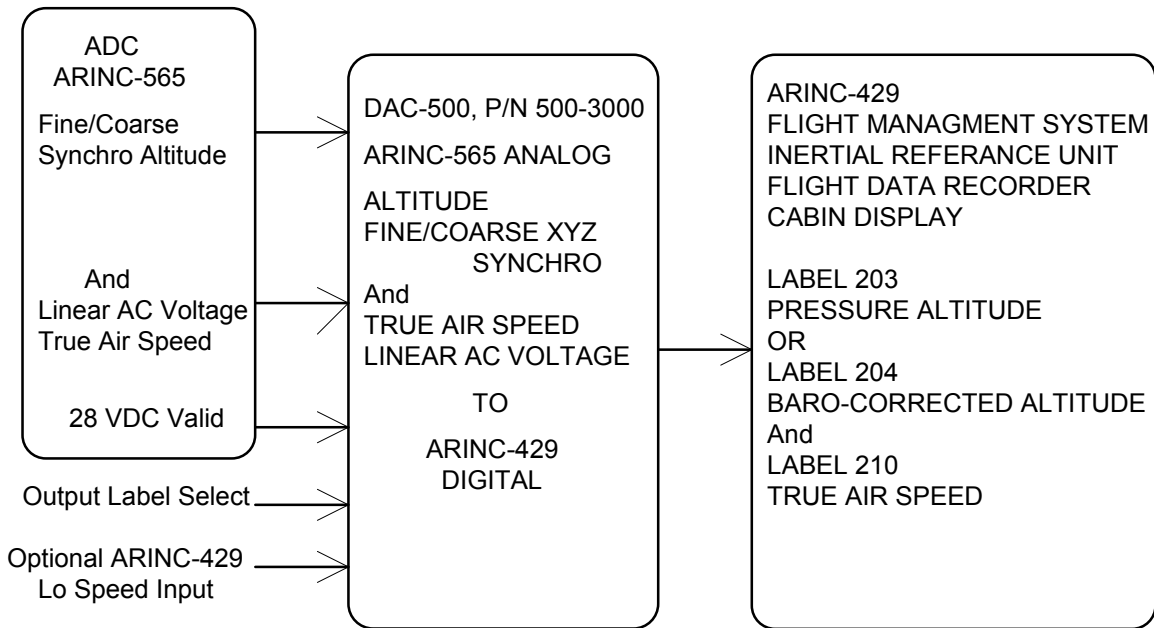 ADC
ARINC-565
Fine/Coarse
Synchro Altitude
And
Linear AC Voltage
True Air Speed
28 VDC Valid
Output Label Select
Optional ARINC-429
Lo Speed Input
DAC-500, P/N 500-3000
ARINC-565 ANALOG
ALTITUDE
FINE/COARSE XYZ
SYNCHRO
And
TRUE AIR SPEED
LINEAR AC VOLTAGE
TO
ARINC-429
DIGITAL
ARINC-429
FLIGHT MANAGMENT SYSTEM
INERTIAL REFERANCE UNIT
FLIGHT DATA RECORDER
CABIN DISPLAY
LABEL 203
PRESSURE ALTITUDE
OR
LABEL 204
BARO-CORRECTED ALTITUDE
And
LABEL 210
TRUE AIR SPEED